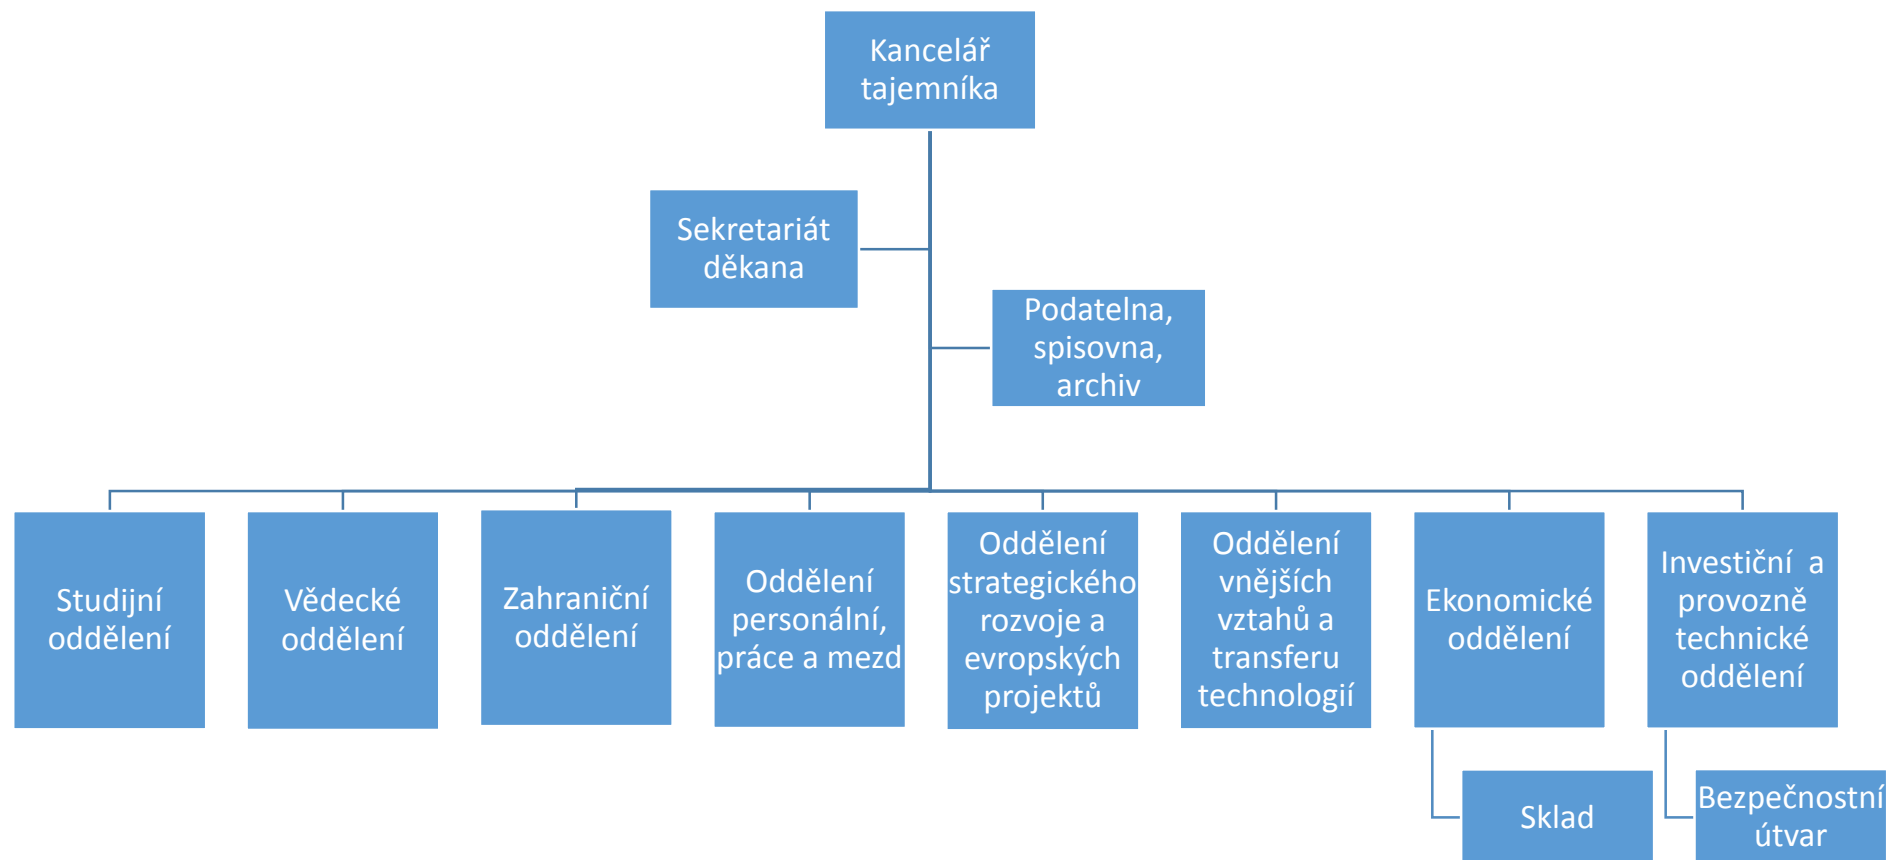 Kancelář
tajemníka
Sekretariát
děkana
Podatelna,
spisovna,
archiv
Studijní
oddělení
Vědecké
oddělení
Zahraniční
oddělení
Oddělení
personální,
práce a mezd
Oddělení
strategického
rozvoje a
evropských
projektů
Oddělení
vnějších
vztahů a
transferu
technologií
Ekonomické
oddělení
Investiční  a
provozně
technické
oddělení
Sklad
Bezpečnostní
útvar